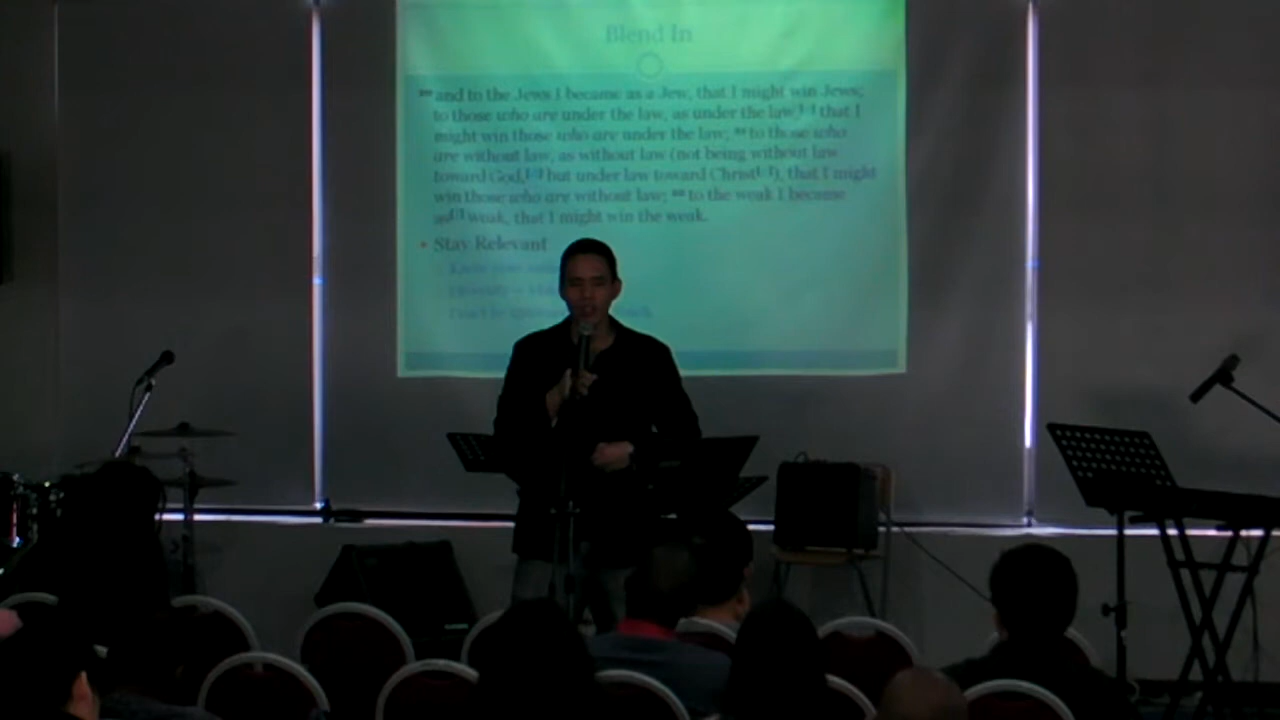 Blend In
and to the Jews I became as a Jew, that I might win Jews;
to those who are under the law, as under the law, that I
might win those who are under the law; to those who
are without law, as without law (not being without law
toward God, but under law toward Christ), that I might
win those who are without law; to the weak I became
as weak, that I might win the weak.
• Stay Relevant